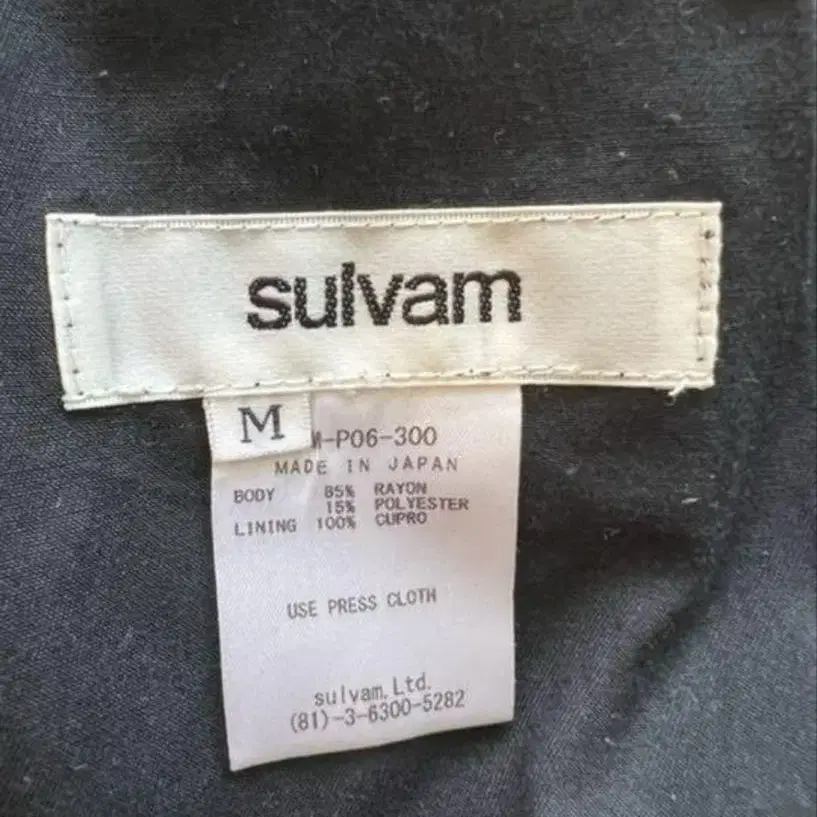 sulvam
M
M-P06-300
MADE IN JAPAN
BODY 85% RAYON
15% POLYESTER
LINING 100% CUPRO
USE PRESS CLOTH
sulvam.Ltd.
(81)-3-6300-5282